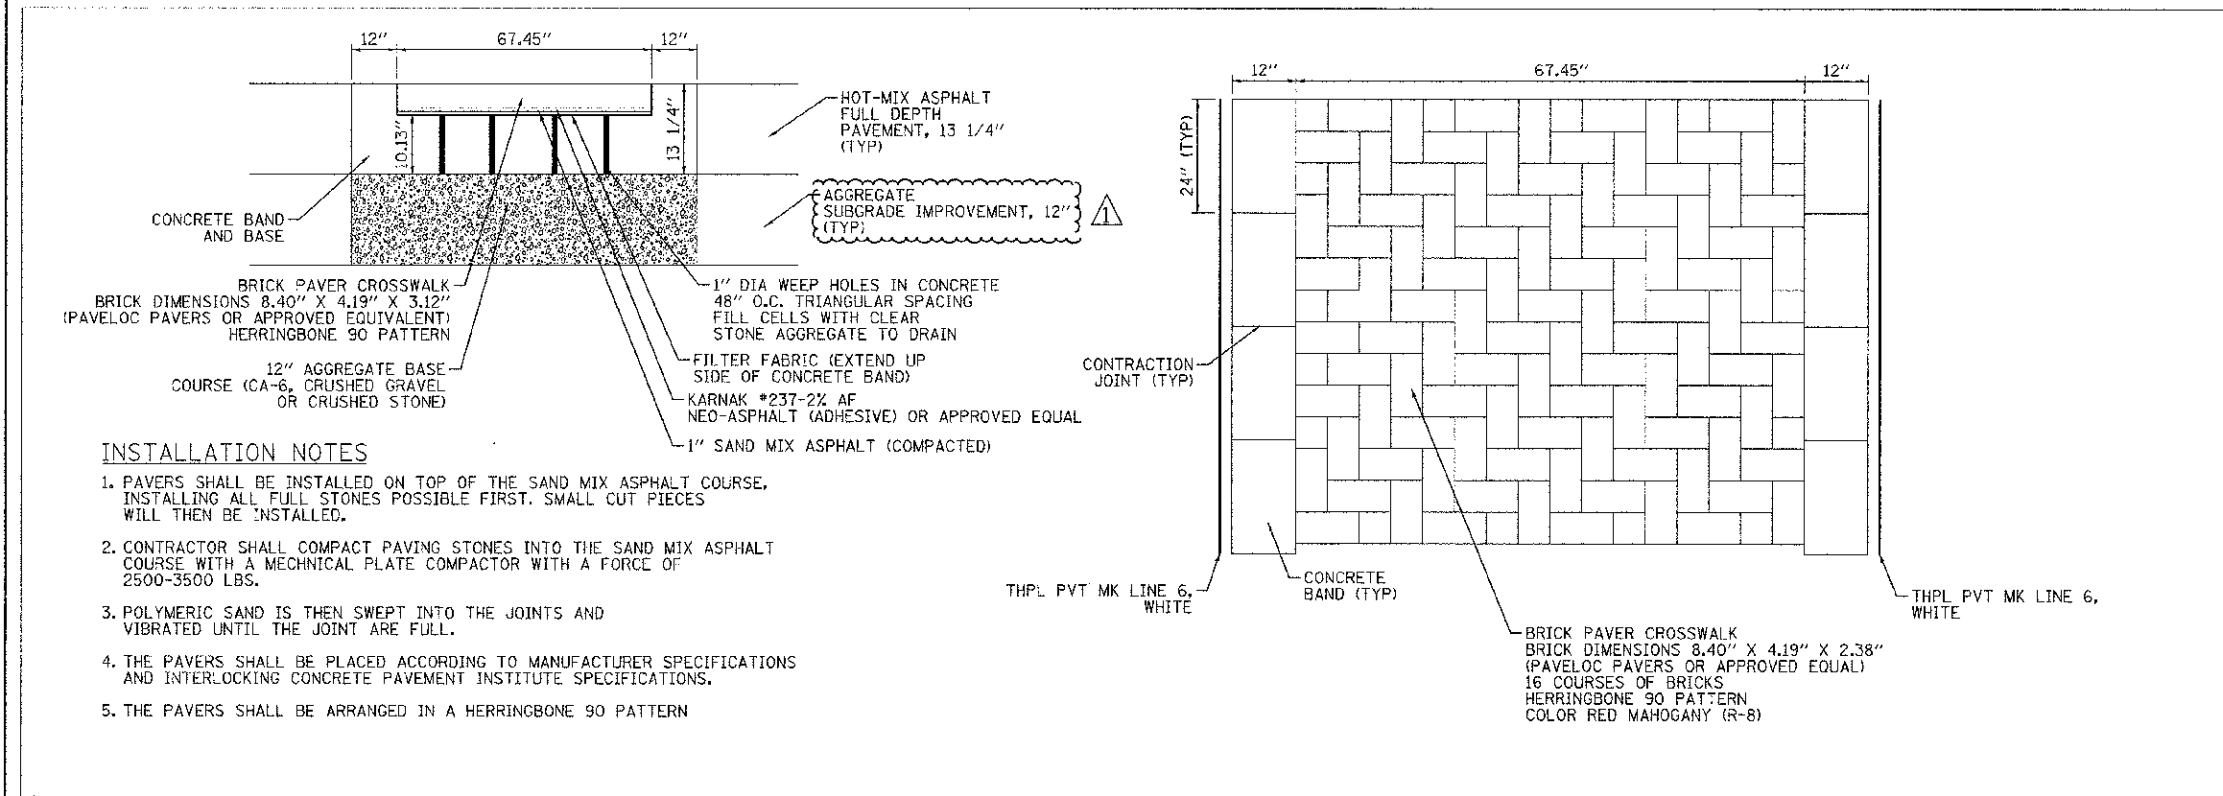 12" 67.45" 12"
10.13"
13 1/4"
HOT-MIX ASPHALT
FULL DEPTH
PAVEMENT, 13 1/4"
(TYP)
AGGREGATE
SUBGRADE IMPROVEMENT, 12"
(TYP)
1
CONCRETE BAND
AND BASE
BRICK PAVER CROSSWALK
BRICK DIMENSIONS 8.40" X 4.19" X 3.12"
(PAVELOC PAVERS OR APPROVED EQUIVALENT)
HERRINGBONE 90 PATTERN
12" AGGREGATE BASE
COURSE (CA-6, CRUSHED GRAVEL
OR CRUSHED STONE)
1" DIA WEEP HOLES IN CONCRETE
48" O.C. TRIANGULAR SPACING
FILL CELLS WITH CLEAR
STONE AGGREGATE TO DRAIN
FILTER FABRIC (EXTEND UP
SIDE OF CONCRETE BAND)
KARNAK #237-2% AF
NEO-ASPHALT (ADHESIVE) OR APPROVED EQUAL
1" SAND MIX ASPHALT (COMPACTED)
INSTALLATION NOTES
1. PAVERS SHALL BE INSTALLED ON TOP OF THE SAND MIX ASPHALT COURSE,
INSTALLING ALL FULL STONES POSSIBLE FIRST. SMALL CUT PIECES
WILL THEN BE INSTALLED.
2. CONTRACTOR SHALL COMPACT PAVING STONES INTO THE SAND MIX ASPHALT
COURSE WITH A MECHNICAL PLATE COMPACTOR WITH A FORCE OF
2500-3500 LBS.
3. POLYMERIC SAND IS THEN SWEPT INTO THE JOINTS AND
VIBRATED UNTIL THE JOINT ARE FULL.
4. THE PAVERS SHALL BE PLACED ACCORDING TO MANUFACTURER SPECIFICATIONS
AND INTERLOCKING CONCRETE PAVEMENT INSTITUTE SPECIFICATIONS.
5. THE PAVERS SHALL BE ARRANGED IN A HERRINGBONE 90 PATTERN
12" 67.45" 12"
24" (TYP)
CONTRACTION
JOINT (TYP)
THPL PVT MK LINE 6,
WHITE
CONCRETE
BAND (TYP)
THPL PVT MK LINE 6,
WHITE
BRICK PAVER CROSSWALK
BRICK DIMENSIONS 8.40" X 4.19" X 2.38"
(PAVELOC PAVERS OR APPROVED EQUAL)
16 COURSES OF BRICKS
HERRINGBONE 90 PATTERN
COLOR RED MAHOGANY (R-8)